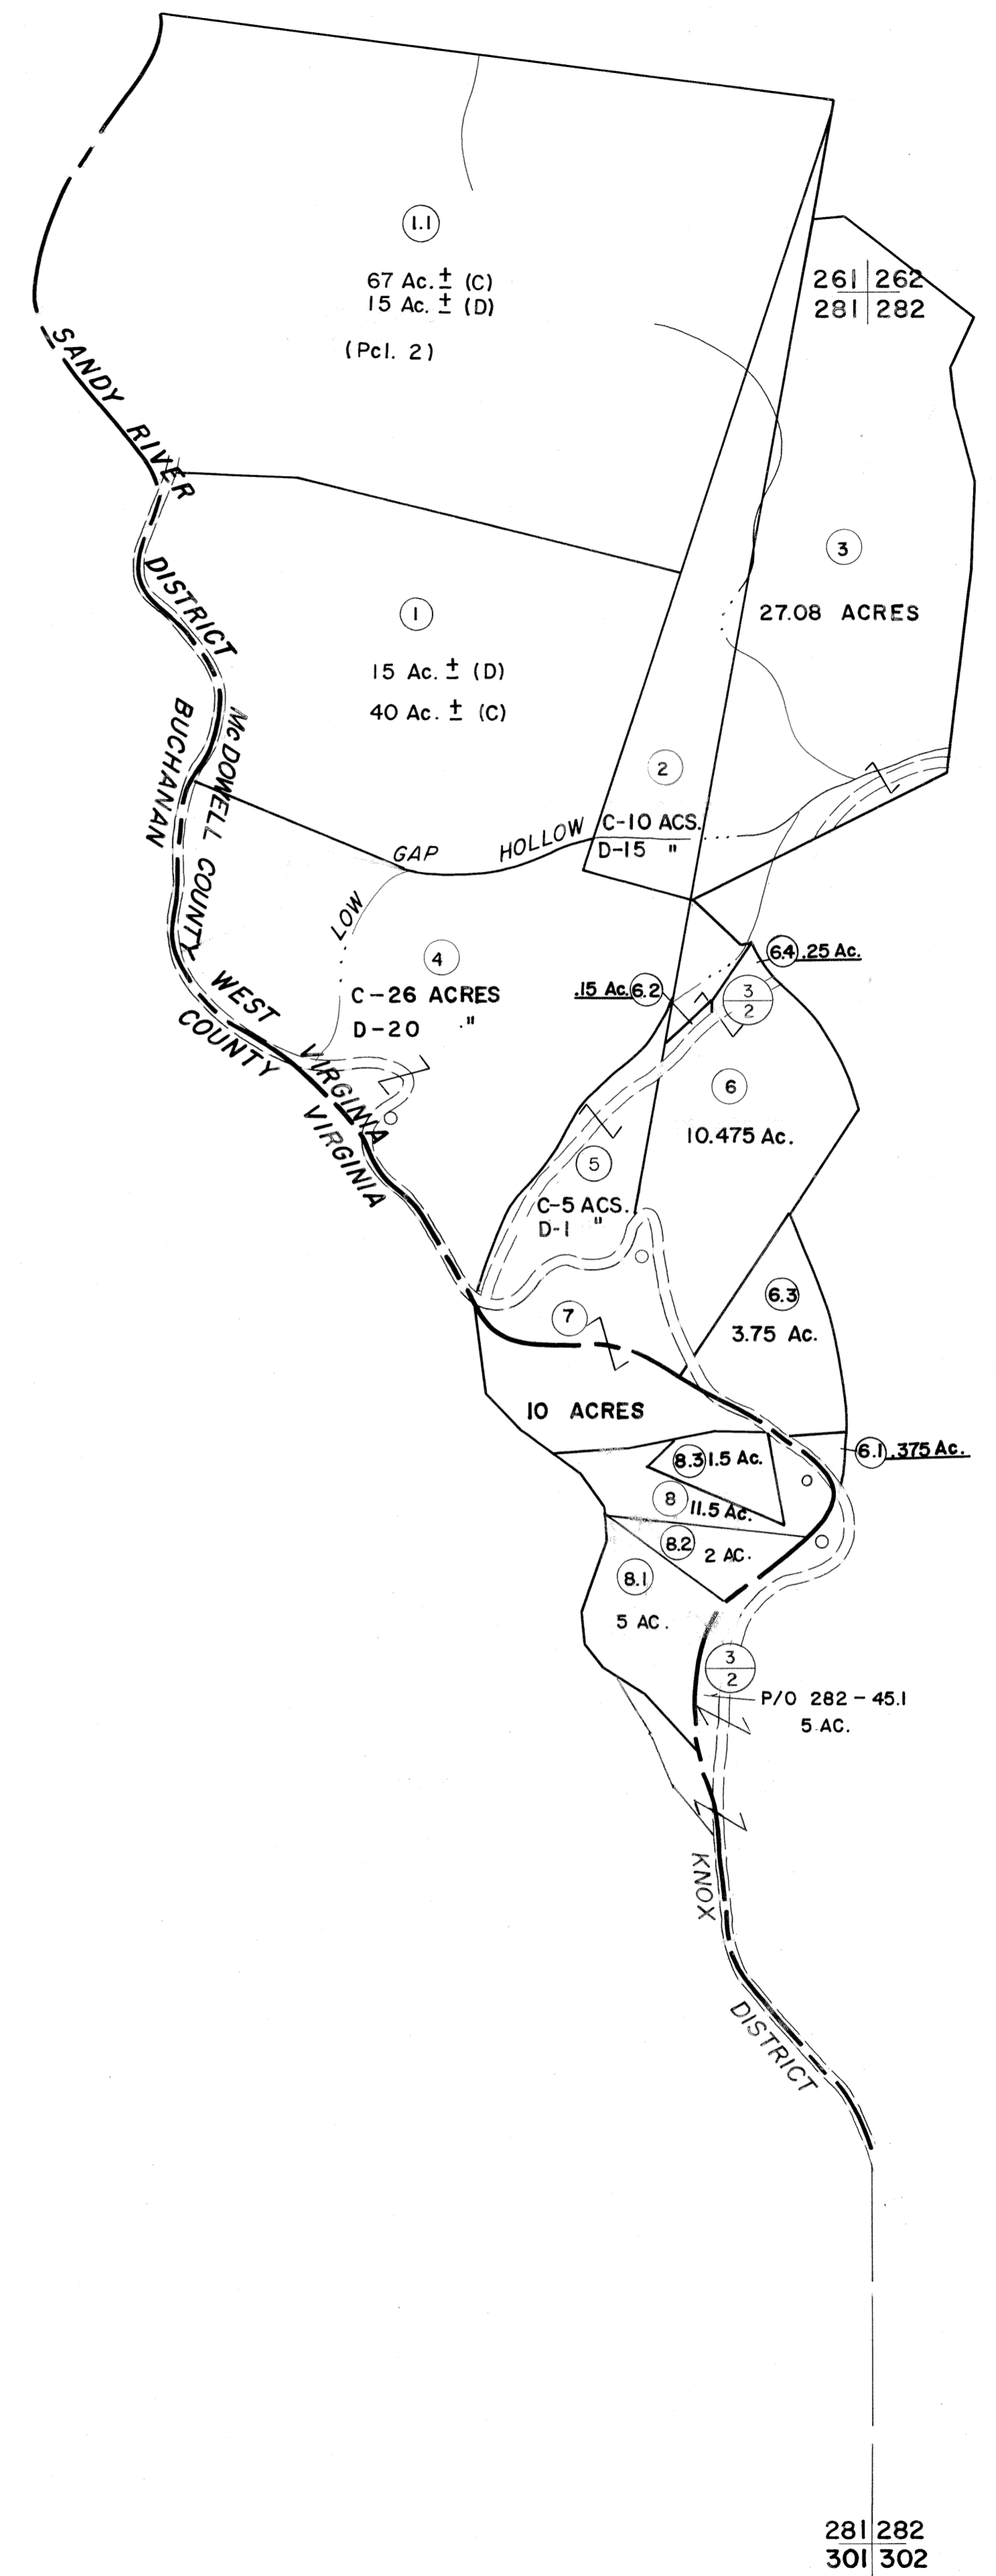 1.1
67 Ac. ± (C)
15 Ac. ± (D)
(Pcl. 2)
261 262
281 282
SANDY RIVER
DISTRICT
3
27.08 ACRES
1
15 Ac. ± (D)
40 Ac. ± (C)
BUCHANAN
McDOWELL COUNTY
2
C-10 ACS.
D-15 "
LOW
GAP
HOLLOW
4
C-26 ACRES
D-20 "
6.4 .25 Ac.
.15 Ac. 6.2
3
2
WEST
VIRGINIA
COUNTY
VIRGINIA
6
10.475 Ac.
5
C-5 ACS.
D-1 "
6.3
3.75 Ac.
7
10 ACRES
6.1 .375 Ac.
8.3 1.5 Ac.
8 11.5 Ac.
8.2 2 AC.
8.1
5 AC.
3
2
P/O 282-45.1
5 AC.
KNOX
DISTRICT
281 282
301 302